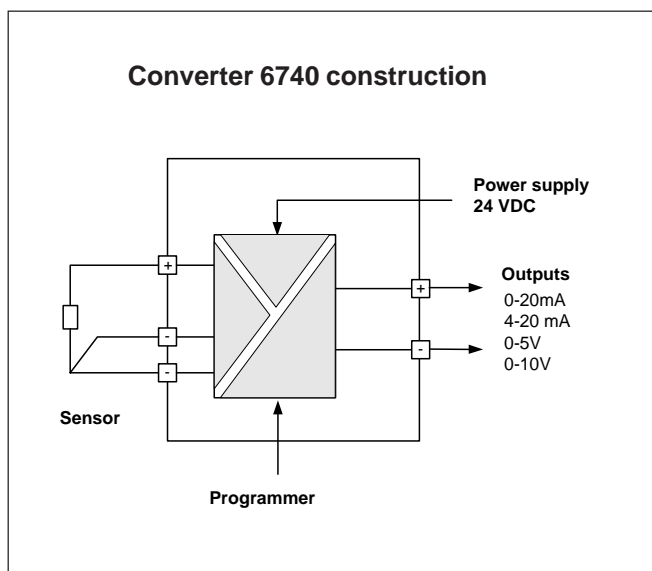 Converter 6740 construction
Power supply
24 VDC
+
+
Outputs
0-20mA
4-20 mA
0-5V
0-10V
-
-
-
Sensor
Programmer